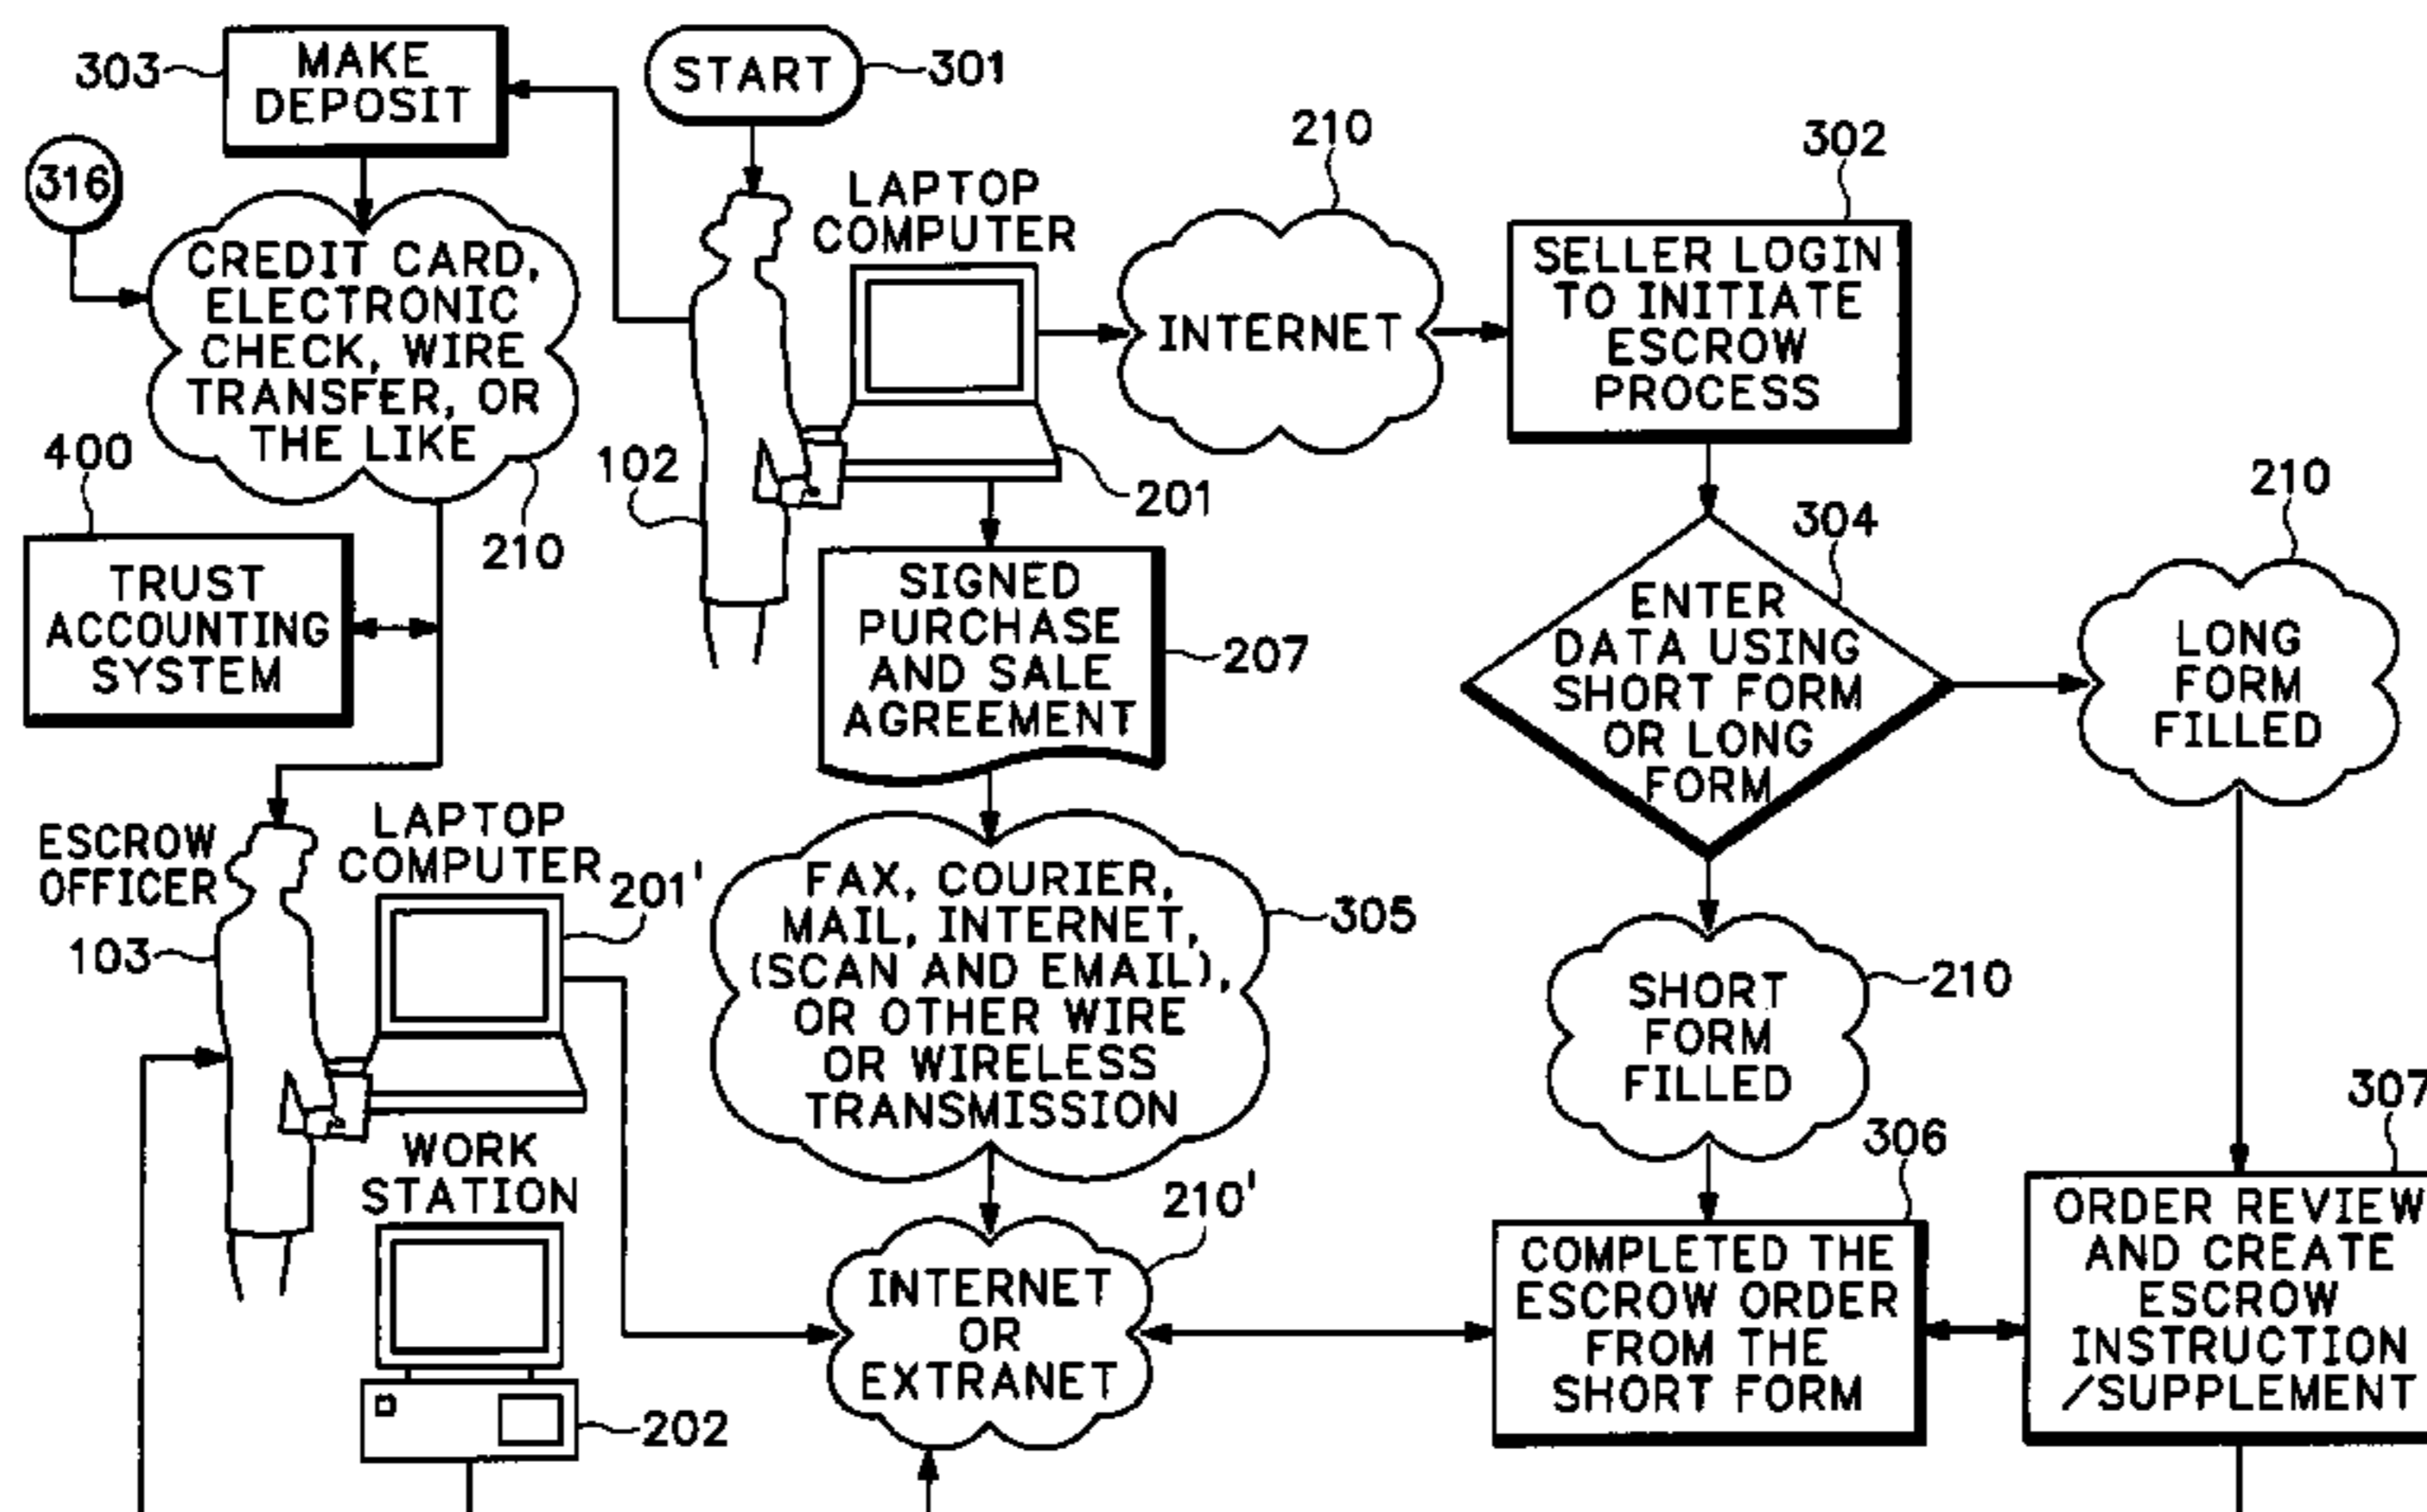 303
MAKE
DEPOSIT
START
301
316
CREDIT CARD,
ELECTRONIC
CHECK, WIRE
TRANSFER, OR
THE LIKE
210
LAPTOP
COMPUTER
201
102
210
INTERNET
302
SELLER LOGIN
TO INITIATE
ESCROW
PROCESS
400
TRUST
ACCOUNTING
SYSTEM
SIGNED
PURCHASE
AND SALE
AGREEMENT
207
304
ENTER
DATA USING
SHORT FORM
OR LONG
FORM
210
LONG
FORM
FILLED
ESCROW
OFFICER
103
LAPTOP
COMPUTER
201'
FAX, COURIER,
MAIL, INTERNET,
(SCAN AND EMAIL),
OR OTHER WIRE
OR WIRELESS
TRANSMISSION
305
SHORT
FORM
FILLED
210
WORK
STATION
202
210'
INTERNET
OR
EXTRANET
306
COMPLETED THE
ESCROW ORDER
FROM THE
SHORT FORM
307
ORDER REVIEW
AND CREATE
ESCROW
INSTRUCTION
/SUPPLEMENT